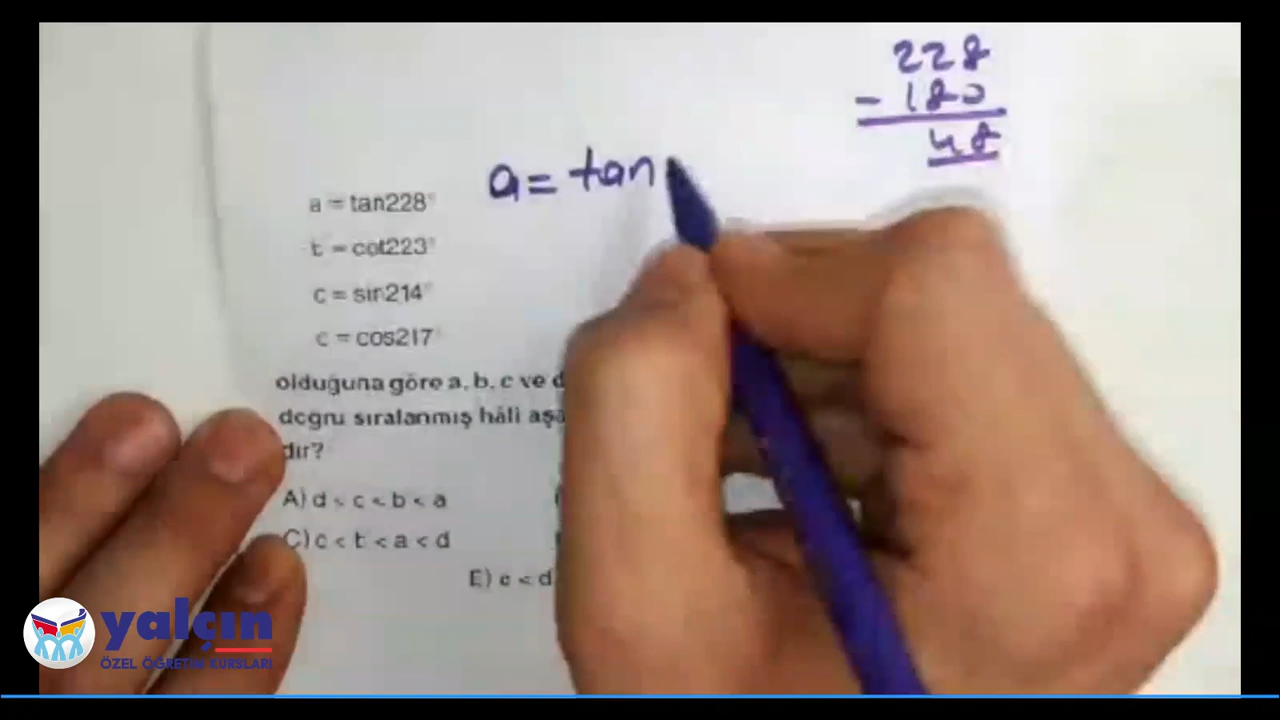 228
- 180
48
a = tan
a = tan228°
b = cot223°
c = sin214°
d = cos217°
olduğuna göre a, b, c ve d
doğru sıralanmış hâli
dır?
A) d < c < b < a
C) c < b < a < d
E) c < d
yalçın
ÖZEL ÖĞRETİM KURSLARI